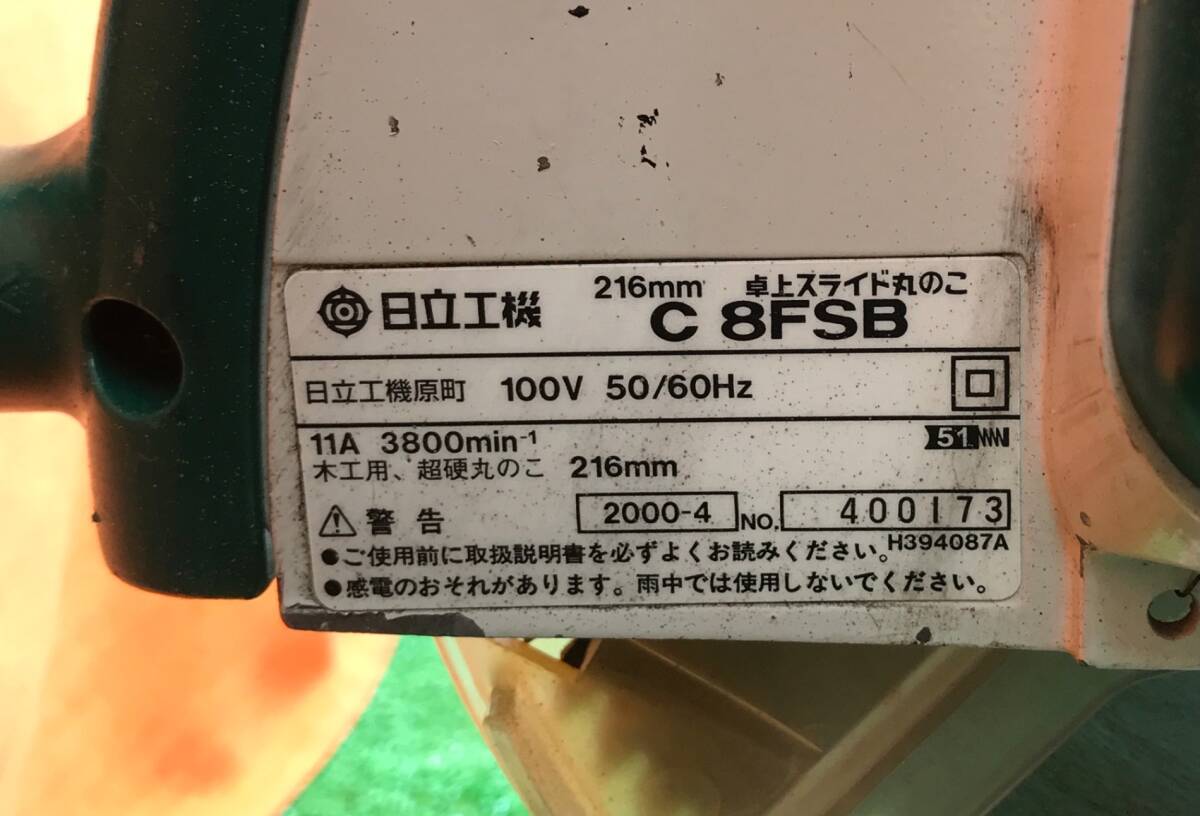 日立工機 216mm 卓上スライド丸のこ
C 8FSB
日立工機原町 100V 50/60Hz
11A 3800min⁻¹
51
木工用、超硬丸のこ 216mm
警告 2000-4 NO. 400173
H394087A
●ご使用前に取扱説明書を必ずよくお読みください。
●感電のおそれがあります。雨中では使用しないでください。